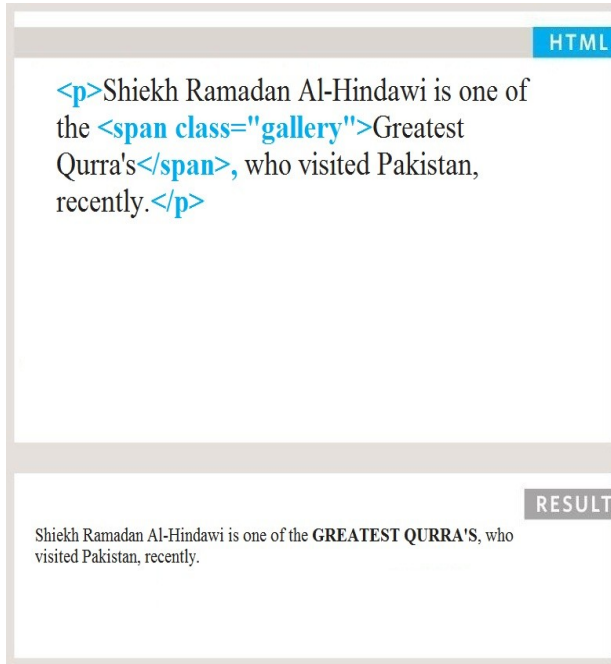 HTML
<p>Shiekh Ramadan Al-Hindawi is one of
the <span class="gallery">Greatest
Qurra's</span>, who visited Pakistan,
recently.</p>
RESULT
Shiekh Ramadan Al-Hindawi is one of the GREATEST QURRA'S, who
visited Pakistan, recently.